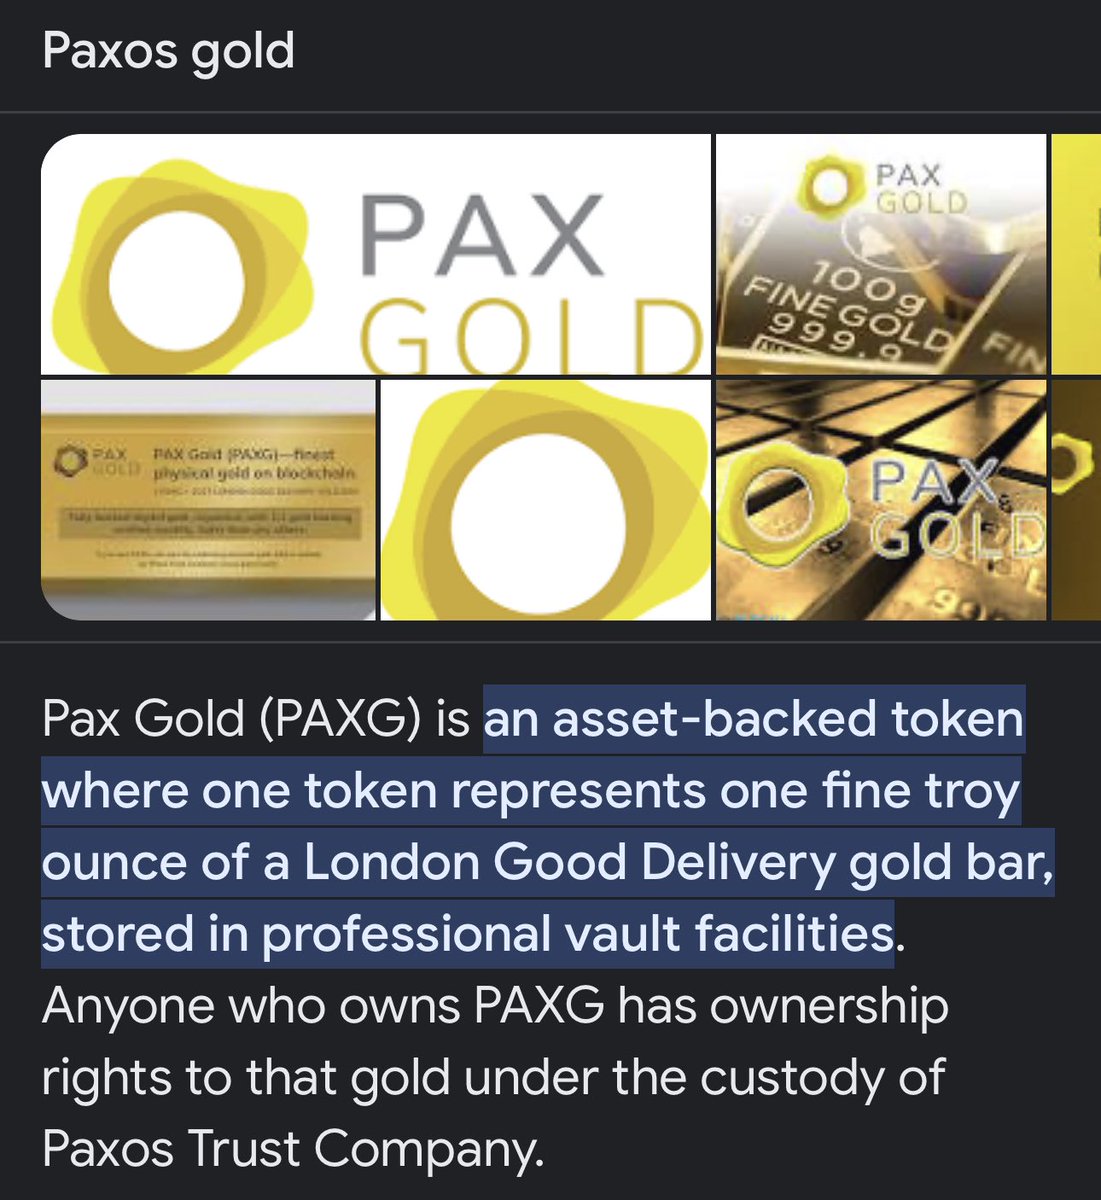 Paxos gold
PAX
GOLD
PAX
GOLD
100g
FINE GOLD
999.9
FIN
PAX
GOLD
PAX Gold (PAXG)—finest
physical gold on blockchain
PAX
GOLD
Pax Gold (PAXG) is an asset-backed token
where one token represents one fine troy
ounce of a London Good Delivery gold bar,
stored in professional vault facilities.
Anyone who owns PAXG has ownership
rights to that gold under the custody of
Paxos Trust Company.